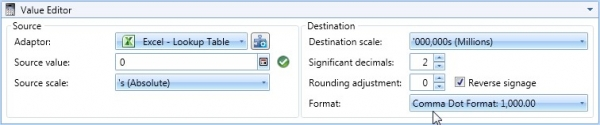 Value Editor
Source
Adaptor: Excel - Lookup Table
Source value: 0
Source scale: 's (Absolute)
Destination
Destination scale: '000,000s (Millions)
Significant decimals: 2
Rounding adjustment: 0 Reverse signage
Format: Comma Dot Format: 1,000.00